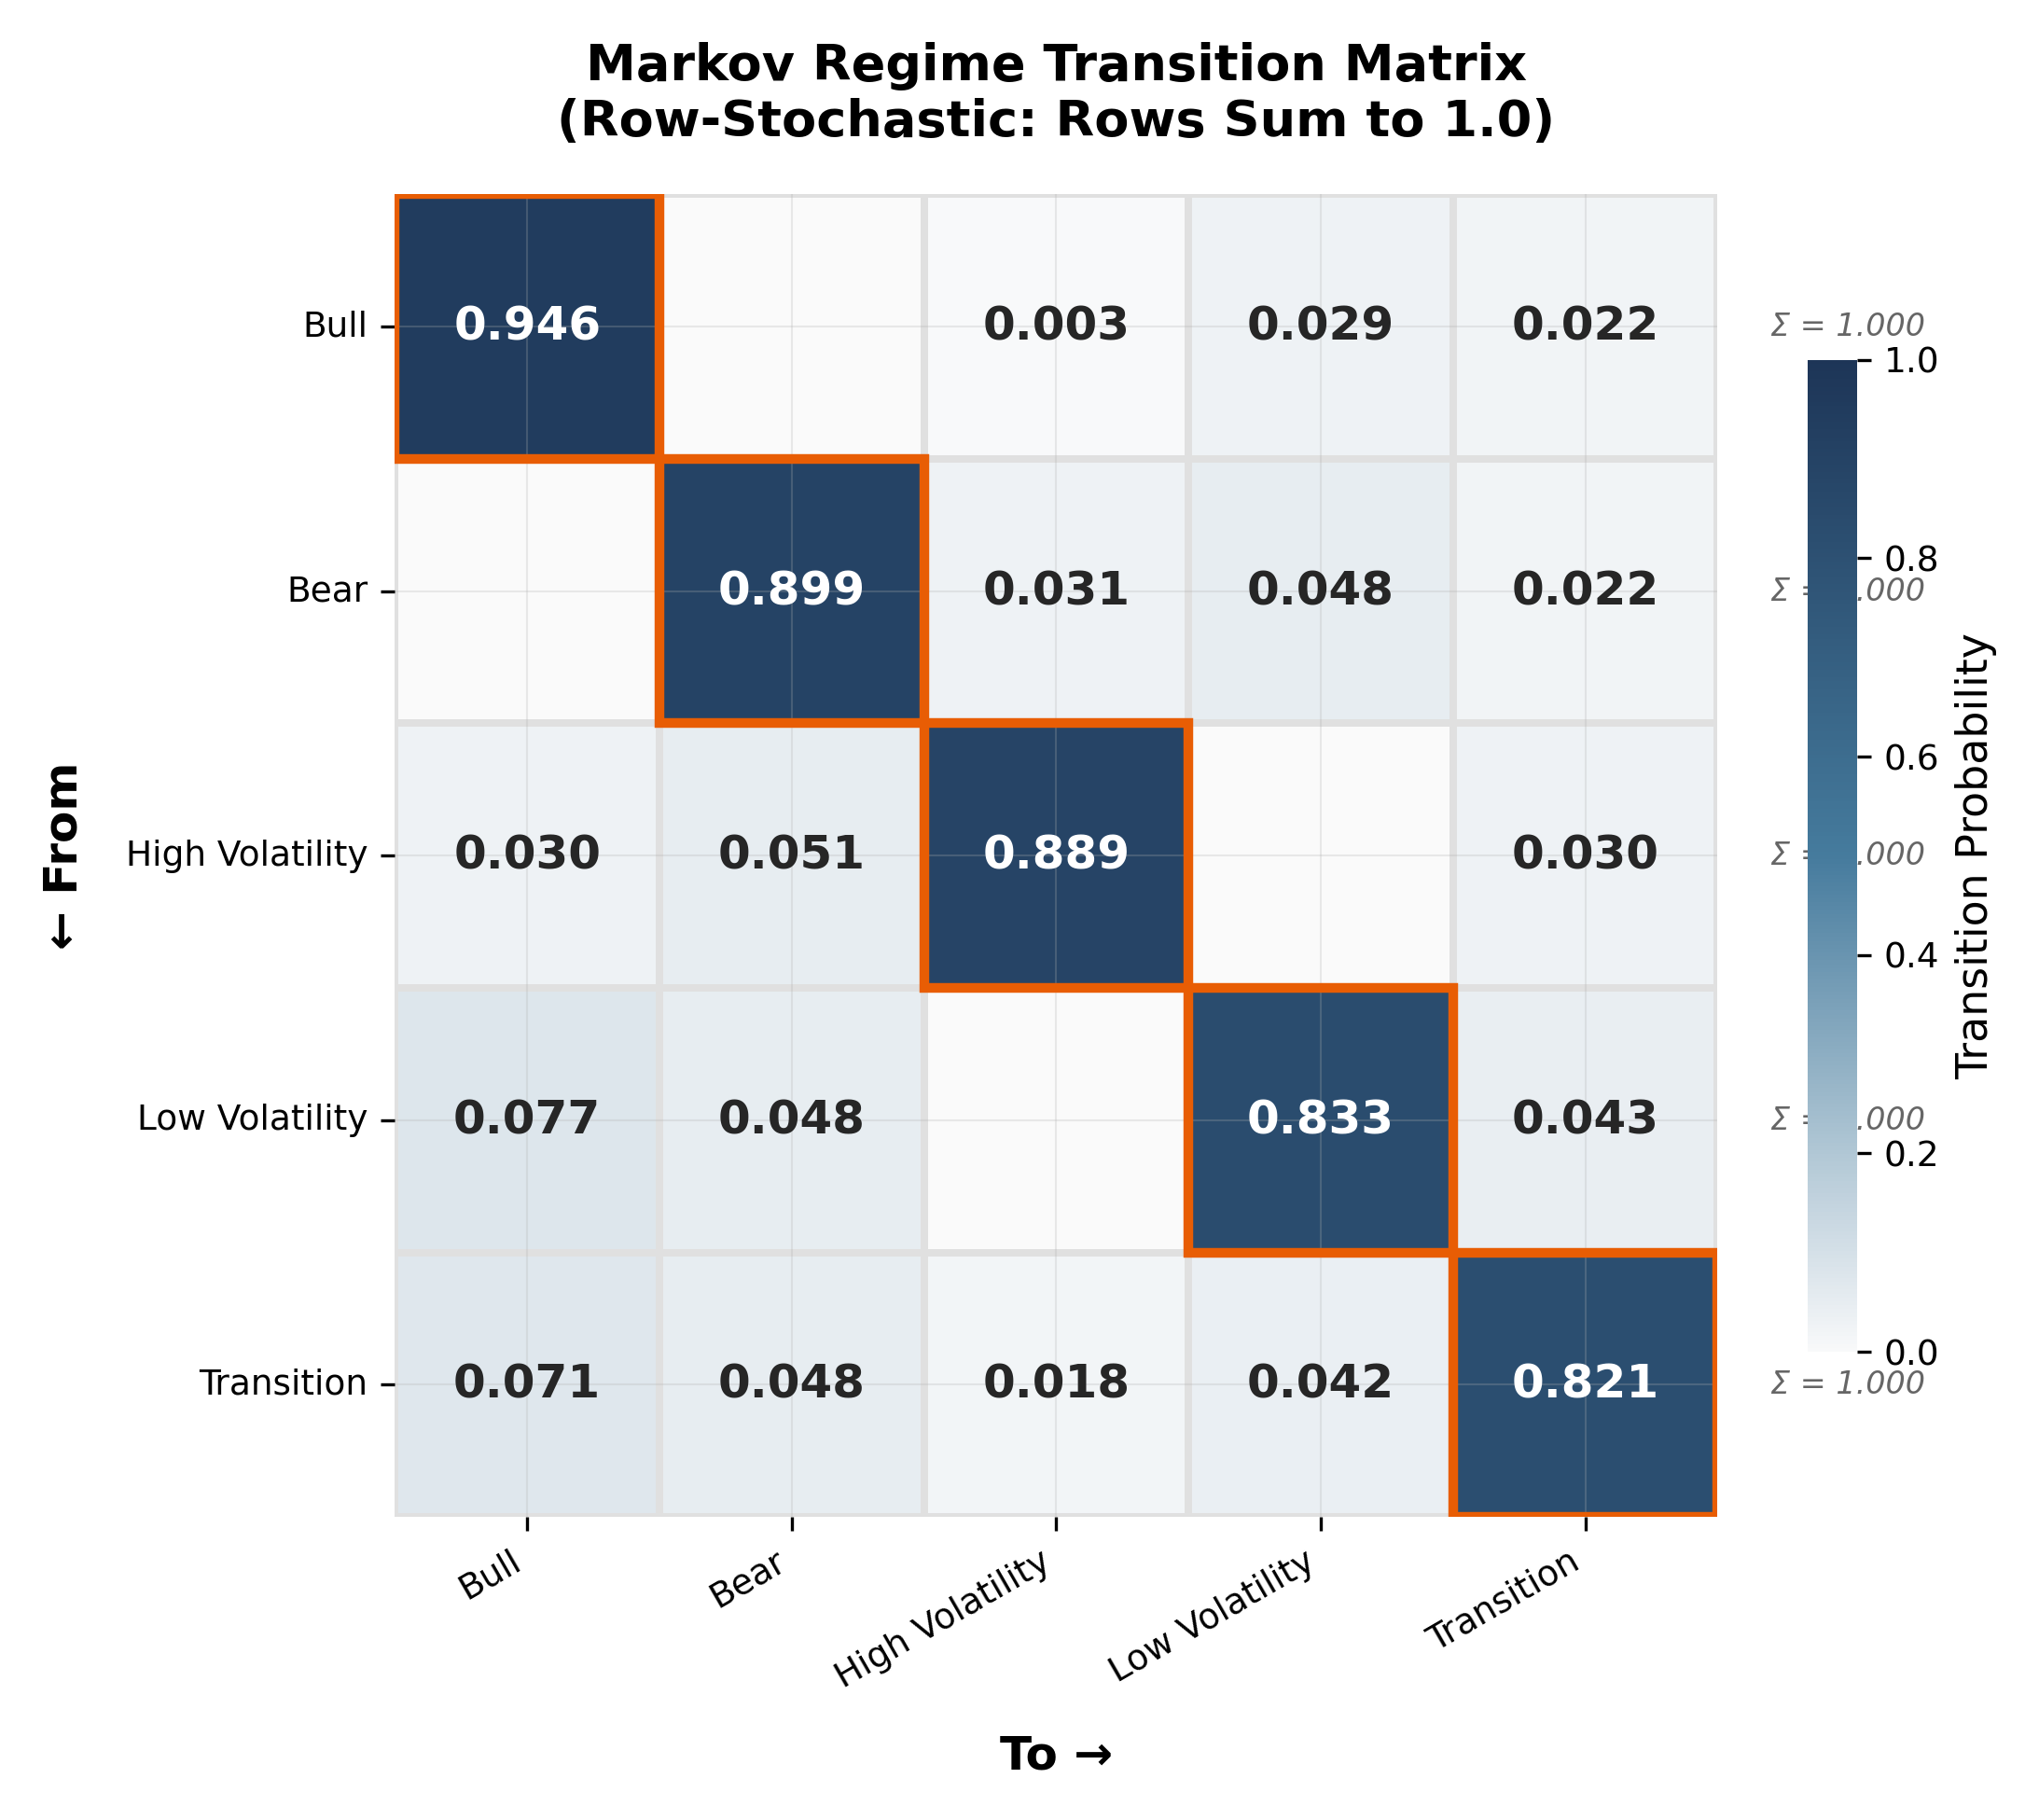 Markov Regime Transition Matrix
(Row-Stochastic: Rows Sum to 1.0)
Bull 0.946 0.003 0.029 0.022 Σ = 1.000
1.0
0.8
Bear 0.899 0.031 0.048 0.022 Σ = .000
0.6
High Volatility 0.030 0.051 0.889 0.030 Σ = .000
0.4
Low Volatility 0.077 0.048 0.833 0.043 Σ = .000
0.2
0.0
Transition 0.071 0.048 0.018 0.042 0.821 Σ = 1.000
← From
Transition Probability
Bull
Bear
High Volatility
Low Volatility
Transition
To →